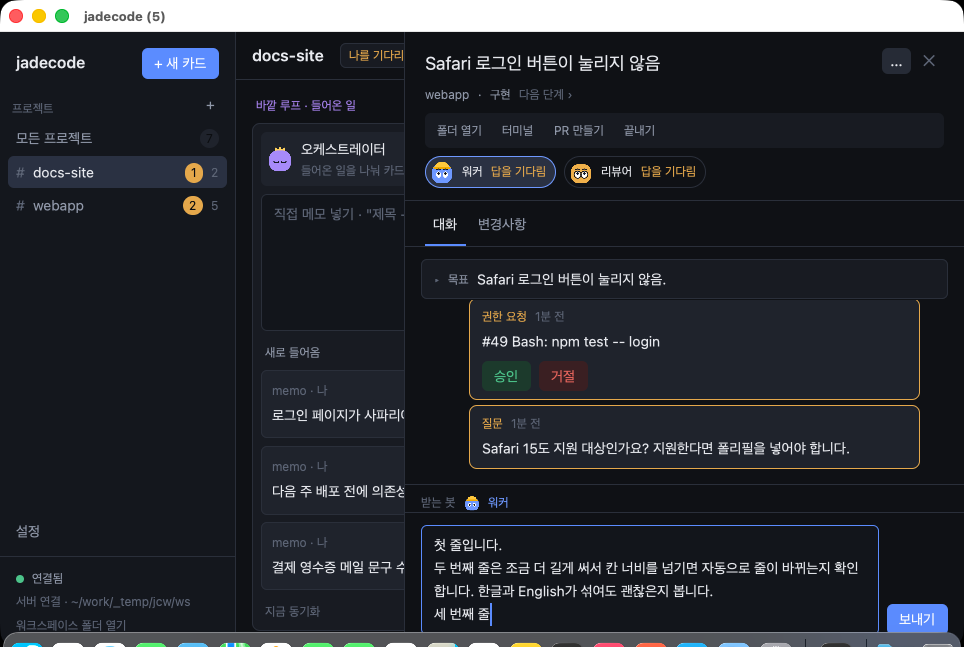 jadecode (5)
jadecode
+ 새 카드
프로젝트
+
모든 프로젝트 7
# docs-site 1 2
# webapp 2 5
설정
연결됨
서버 연결 · ~/work/_temp/jcw/ws
워크스페이스 폴더 열기
docs-site
나를 기다리
바깥 루프 · 들어온 일
오케스트레이터
들어온 일을 나눠 카드
직접 메모 넣기 · "제목 -
새로 들어옴
memo · 나
로그인 페이지가 사파리에
memo · 나
다음 주 배포 전에 의존성
memo · 나
결제 영수증 메일 문구 수
지금 동기화
Safari 로그인 버튼이 눌리지 않음
...
webapp · 구현 다음 단계 ›
폴더 열기 터미널 PR 만들기 끝내기
워커 답을 기다림
리뷰어 답을 기다림
대화 변경사항
목표 Safari 로그인 버튼이 눌리지 않음.
권한 요청 1분 전
#49 Bash: npm test -- login
승인 거절
질문 1분 전
Safari 15도 지원 대상인가요? 지원한다면 폴리필을 넣어야 합니다.
받는 봇 워커
첫 줄입니다.
두 번째 줄은 조금 더 길게 써서 칸 너비를 넘기면 자동으로 줄이 바뀌는지 확인
합니다. 한글과 English가 섞여도 괜찮은지 봅니다.
세 번째 줄
보내기